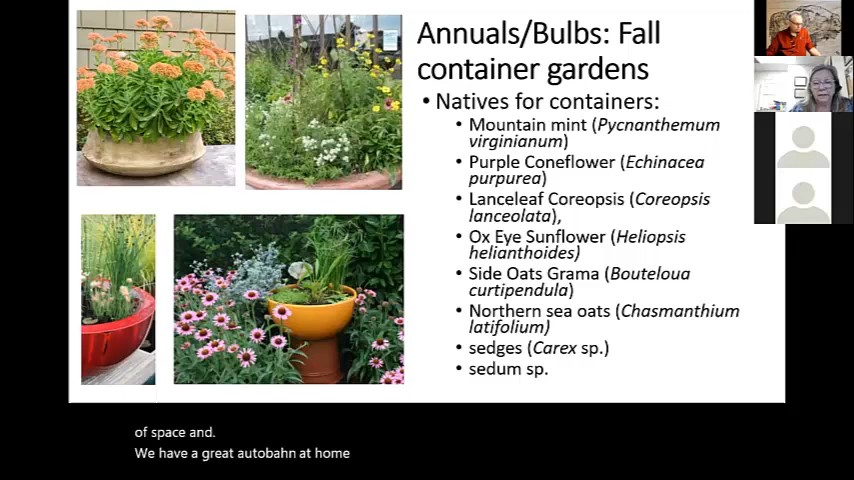 Annuals/Bulbs: Fall
container gardens
• Natives for containers:
• Mountain mint (Pycnanthemum
virginianum)
• Purple Coneflower (Echinacea
purpurea)
• Lanceleaf Coreopsis (Coreopsis
lanceolata),
• Ox Eye Sunflower (Heliopsis
helianthoides)
• Side Oats Grama (Bouteloua
curtipendula)
• Northern sea oats (Chasmanthium
latifolium)
• sedges (Carex sp.)
• sedum sp.
of space and.
We have a great autobahn at home